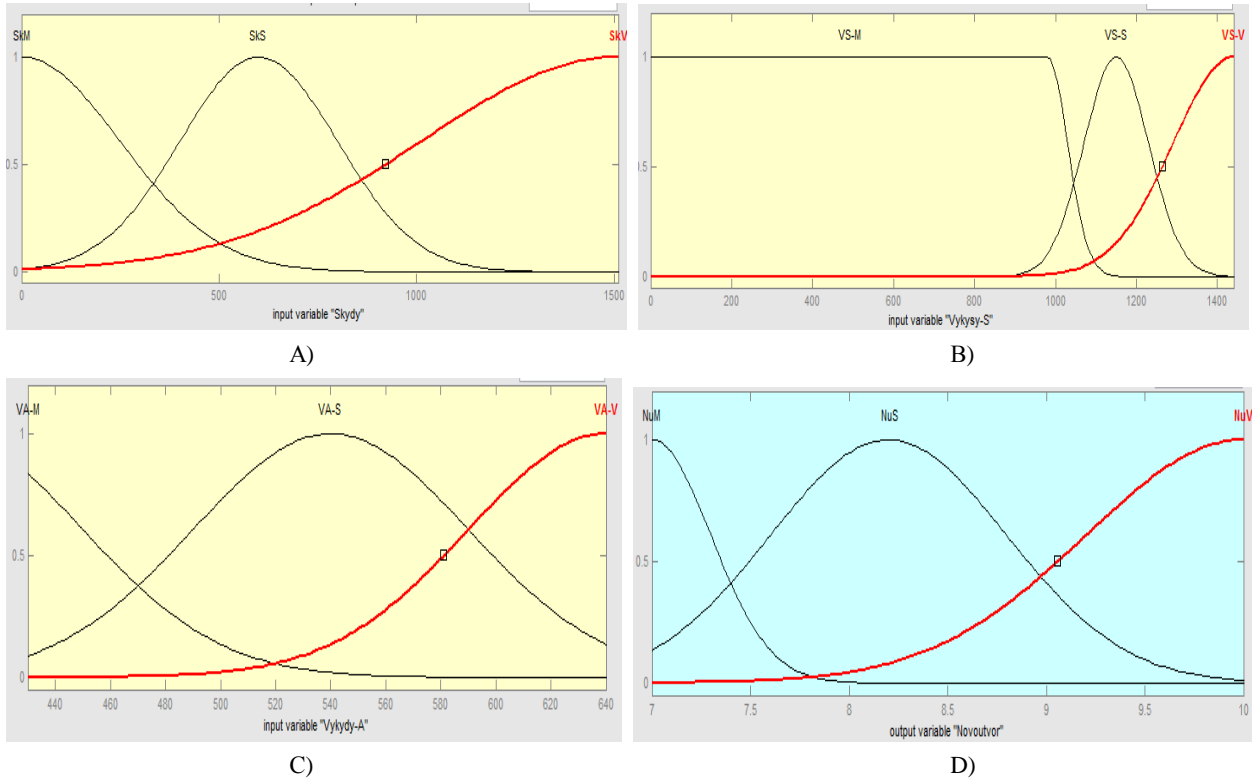 SkM SkS SkV
1
0.5
0
0 500 1000 1500
input variable "Skydy"
A)
VS-M VS-S VS-V
1
0.5
0
0 200 400 600 800 1000 1200 1400
input variable "Vykysy-S"
B)
VA-M VA-S VA-V
1
0.5
0
440 460 480 500 520 540 560 580 600 620 640
input variable "Vykydy-A"
C)
NuM NuS NuV
1
0.5
0
7 7.5 8 8.5 9 9.5 10
output variable "Novoutvor"
D)